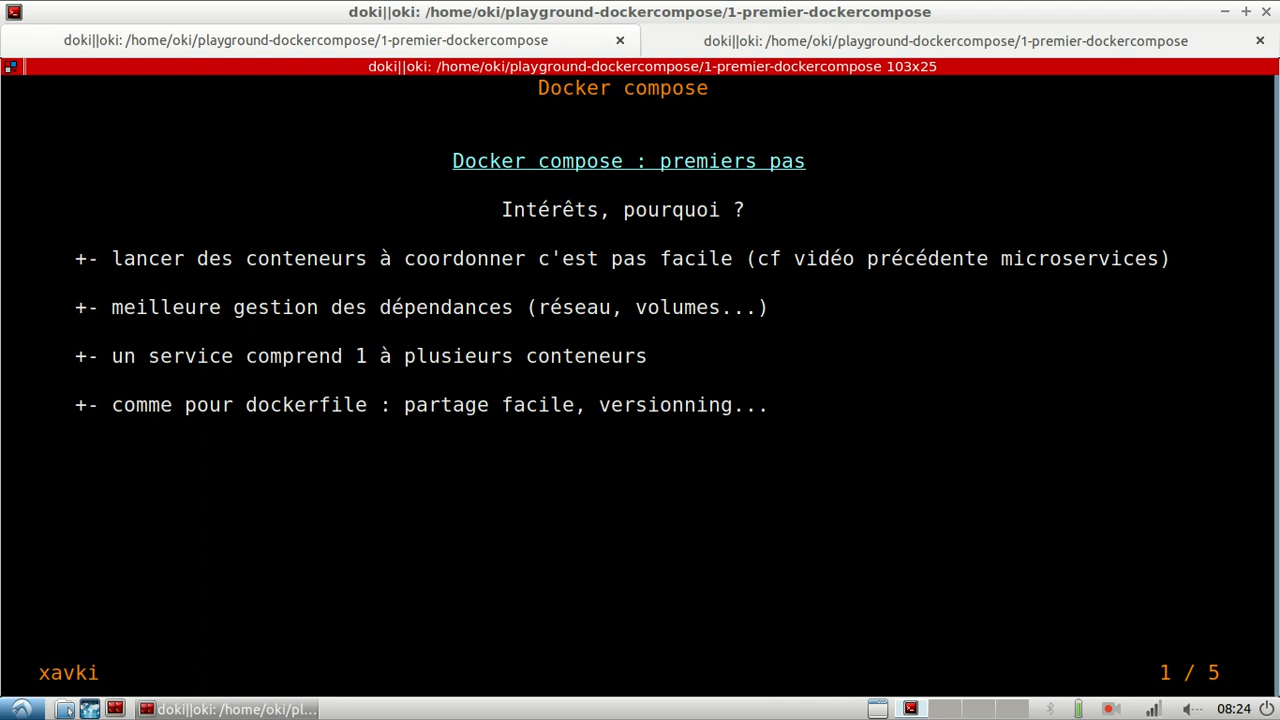 doki||oki: /home/oki/playground-dockercompose/1-premier-dockercompose
doki||oki: /home/oki/playground-dockercompose/1-premier-dockercompose
doki||oki: /home/oki/playground-dockercompose/1-premier-dockercompose
doki||oki: /home/oki/playground-dockercompose/1-premier-dockercompose 103x25
Docker compose
Docker compose : premiers pas
Intérêts, pourquoi ?
+- lancer des conteneurs à coordonner c'est pas facile (cf vidéo précédente microservices)
+- meilleure gestion des dépendances (réseau, volumes...)
+- un service comprend 1 à plusieurs conteneurs
+- comme pour dockerfile : partage facile, versionning...
xavki
1 / 5
doki||oki: /home/oki/pl...
08:24